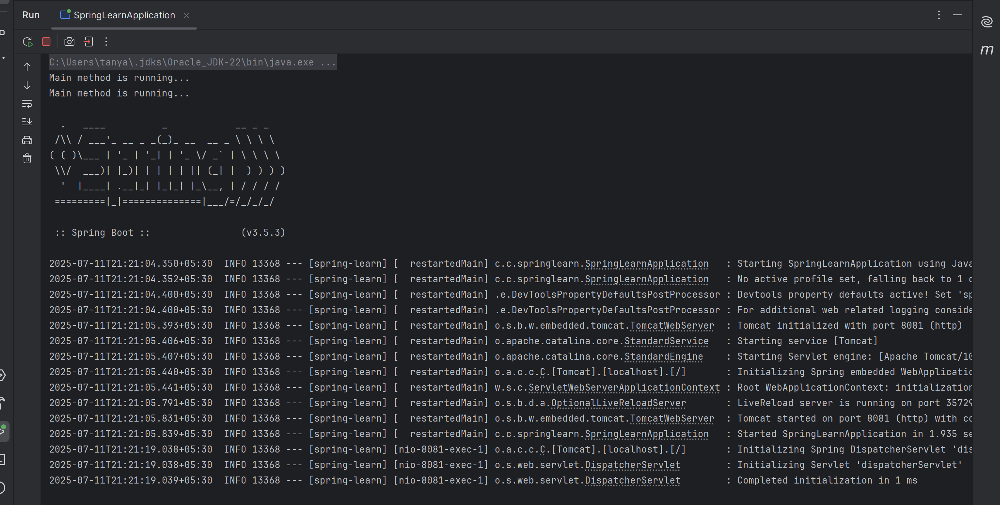 Run SpringLearnApplication
C:\Users\tanya\.jdks\Oracle_JDK-22\bin\java.exe ...
Main method is running...
Main method is running...
  .   ____          _            __ _ _
 /\\ / ___'_ __ _ _(_)_ __  __ _ \ \ \ \
( ( )\___ | '_ | '_| | '_ \/ _` | \ \ \ \
 \\/  ___)| |_)| | | | | || (_| |  ) ) ) )
  '  |____| .__|_| |_|_| |_\__, | / / / /
 =========|_|==============|___/=/_/_/_/
 :: Spring Boot ::                (v3.5.3)
2025-07-11T21:21:04.350+05:30  INFO 13368 --- [spring-learn] [  restartedMain] c.c.springlearn.SpringLearnApplication   : Starting SpringLearnApplication using Java
2025-07-11T21:21:04.352+05:30  INFO 13368 --- [spring-learn] [  restartedMain] c.c.springlearn.SpringLearnApplication   : No active profile set, falling back to 1
2025-07-11T21:21:04.400+05:30  INFO 13368 --- [spring-learn] [  restartedMain] .e.DevToolsPropertyDefaultsPostProcessor : Devtools property defaults active! Set 'sp
2025-07-11T21:21:04.400+05:30  INFO 13368 --- [spring-learn] [  restartedMain] .e.DevToolsPropertyDefaultsPostProcessor : For additional web related logging conside
2025-07-11T21:21:05.393+05:30  INFO 13368 --- [spring-learn] [  restartedMain] o.s.b.w.embedded.tomcat.TomcatWebServer  : Tomcat initialized with port 8081 (http)
2025-07-11T21:21:05.406+05:30  INFO 13368 --- [spring-learn] [  restartedMain] o.apache.catalina.core.StandardService   : Starting service [Tomcat]
2025-07-11T21:21:05.407+05:30  INFO 13368 --- [spring-learn] [  restartedMain] o.apache.catalina.core.StandardEngine    : Starting Servlet engine: [Apache Tomcat/10
2025-07-11T21:21:05.440+05:30  INFO 13368 --- [spring-learn] [  restartedMain] o.a.c.c.C.[Tomcat].[localhost].[/]       : Initializing Spring embedded WebApplicatio
2025-07-11T21:21:05.441+05:30  INFO 13368 --- [spring-learn] [  restartedMain] w.s.c.ServletWebServerApplicationContext : Root WebApplicationContext: initialization
2025-07-11T21:21:05.791+05:30  INFO 13368 --- [spring-learn] [  restartedMain] o.s.b.d.a.OptionalLiveReloadServer       : LiveReload server is running on port 35729
2025-07-11T21:21:05.831+05:30  INFO 13368 --- [spring-learn] [  restartedMain] o.s.b.w.embedded.tomcat.TomcatWebServer  : Tomcat started on port 8081 (http) with co
2025-07-11T21:21:05.839+05:30  INFO 13368 --- [spring-learn] [  restartedMain] c.c.springlearn.SpringLearnApplication   : Started SpringLearnApplication in 1.935 se
2025-07-11T21:21:19.038+05:30  INFO 13368 --- [spring-learn] [nio-8081-exec-1] o.a.c.c.C.[Tomcat].[localhost].[/]       : Initializing Spring DispatcherServlet 'dis
2025-07-11T21:21:19.038+05:30  INFO 13368 --- [spring-learn] [nio-8081-exec-1] o.s.web.servlet.DispatcherServlet        : Initializing Servlet 'dispatcherServlet'
2025-07-11T21:21:19.039+05:30  INFO 13368 --- [spring-learn] [nio-8081-exec-1] o.s.web.servlet.DispatcherServlet        : Completed initialization in 1 ms